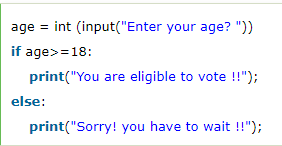 age = int (input("Enter your age? "))
if age>=18:
    print("You are eligible to vote !!");
else:
    print("Sorry! you have to wait !!");